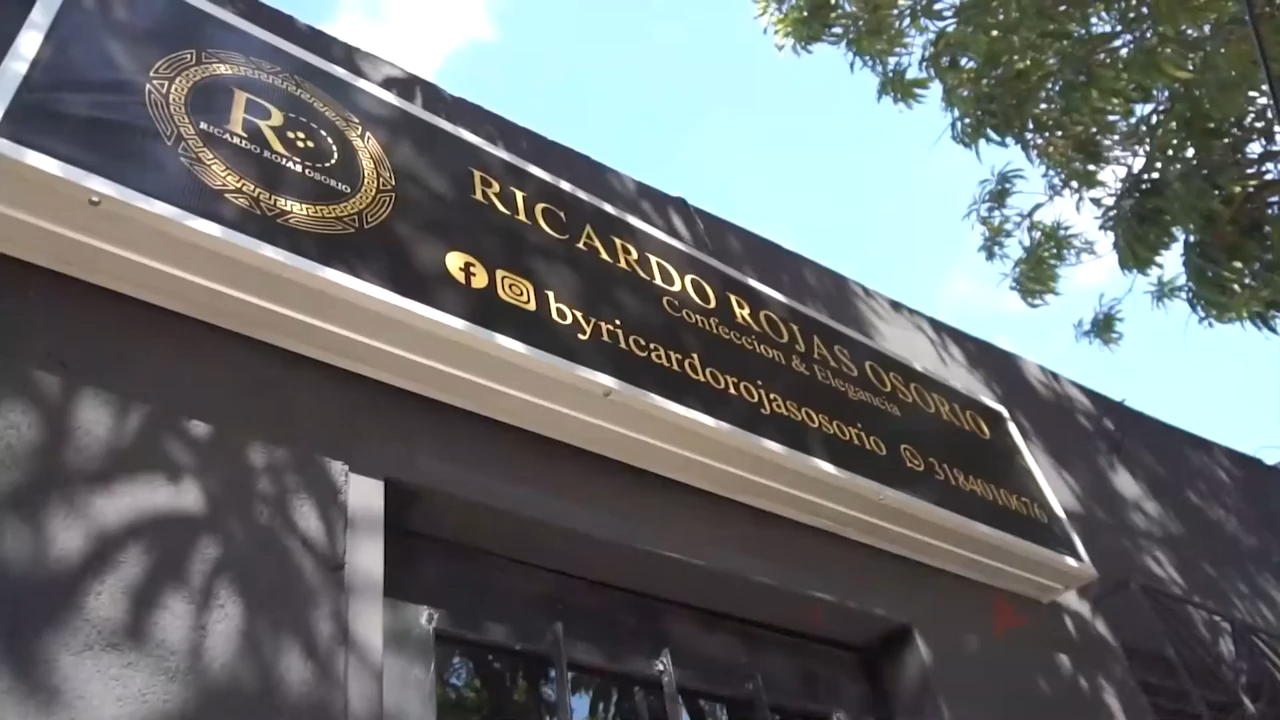 R
RICARDO ROJAS OSORIO
RICARDO ROJAS OSORIO
Confeccion & Elegancia
byricardorojasosorio
3184010676